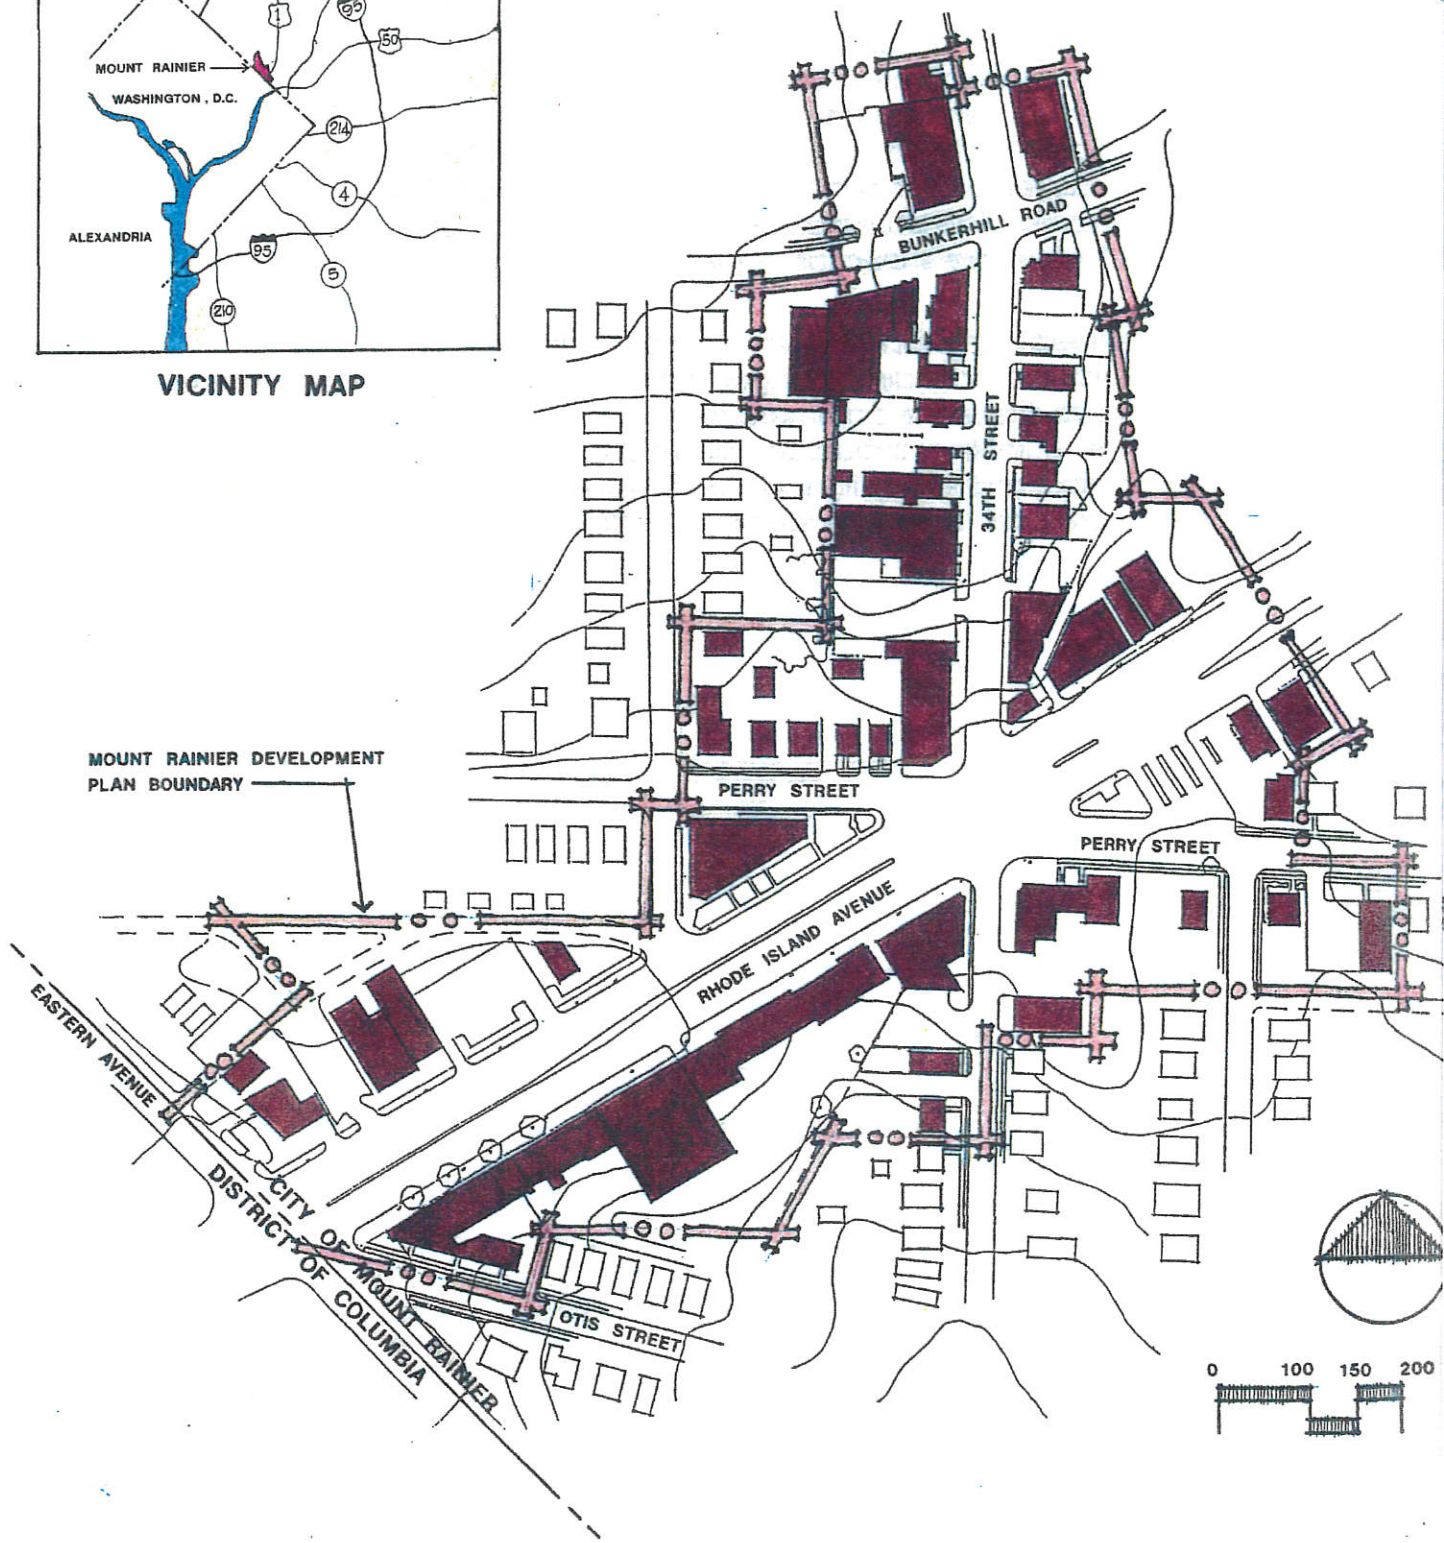 1
95
50
MOUNT RAINIER
WASHINGTON, D.C.
214
4
ALEXANDRIA
95
5
210
VICINITY MAP
BUNKERHILL ROAD
34TH STREET
MOUNT RAINIER DEVELOPMENT
PLAN BOUNDARY
PERRY STREET
PERRY STREET
RHODE ISLAND AVENUE
EASTERN AVENUE
CITY OF MOUNT RAINIER
DISTRICT OF COLUMBIA
OTIS STREET
0 100 150 200